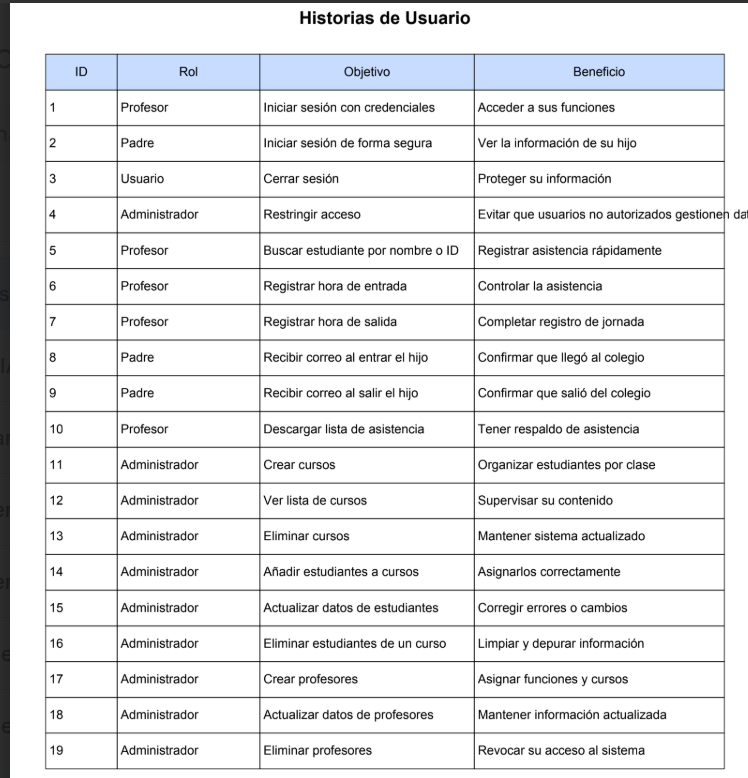 Historias de Usuario
ID Rol Objetivo Beneficio
1 Profesor Iniciar sesión con credenciales Acceder a sus funciones
2 Padre Iniciar sesión de forma segura Ver la información de su hijo
3 Usuario Cerrar sesión Proteger su información
4 Administrador Restringir acceso Evitar que usuarios no autorizados gestionen dat
5 Profesor Buscar estudiante por nombre o ID Registrar asistencia rápidamente
6 Profesor Registrar hora de entrada Controlar la asistencia
7 Profesor Registrar hora de salida Completar registro de jornada
8 Padre Recibir correo al entrar el hijo Confirmar que llegó al colegio
9 Padre Recibir correo al salir el hijo Confirmar que salió del colegio
10 Profesor Descargar lista de asistencia Tener respaldo de asistencia
11 Administrador Crear cursos Organizar estudiantes por clase
12 Administrador Ver lista de cursos Supervisar su contenido
13 Administrador Eliminar cursos Mantener sistema actualizado
14 Administrador Añadir estudiantes a cursos Asignarlos correctamente
15 Administrador Actualizar datos de estudiantes Corregir errores o cambios
16 Administrador Eliminar estudiantes de un curso Limpiar y depurar información
17 Administrador Crear profesores Asignar funciones y cursos
18 Administrador Actualizar datos de profesores Mantener información actualizada
19 Administrador Eliminar profesores Revocar su acceso al sistema